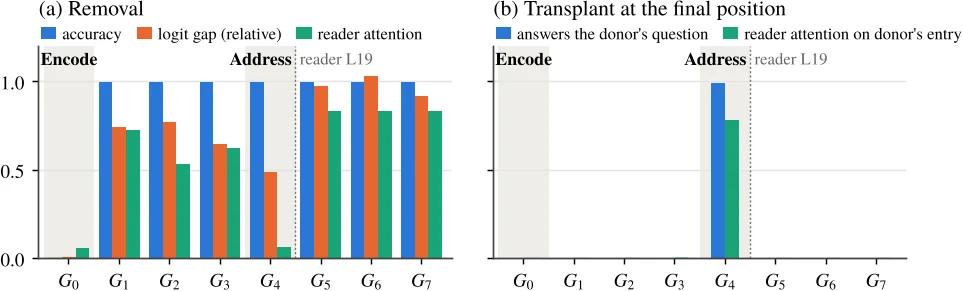 (a) Removal
accuracy logit gap (relative) reader attention
Encode Address reader L19
1.0
0.5
0.0
G0 G1 G2 G3 G4 G5 G6 G7
(b) Transplant at the final position
answers the donor's question reader attention on donor's entry
Encode Address reader L19
G0 G1 G2 G3 G4 G5 G6 G7